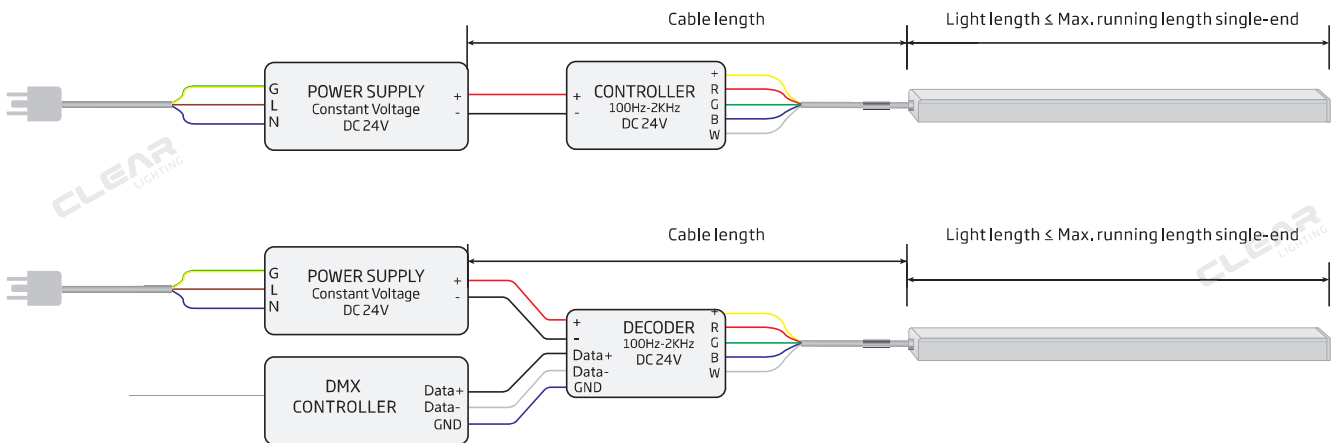 Cable length
Light length ≤ Max. running length single-end
G
L
N
POWER SUPPLY
Constant Voltage
DC 24V
+
-
+
-
CONTROLLER
100Hz-2KHz
DC 24V
+
R
G
B
W
CLEAR
LIGHTING
Cable length
Light length ≤ Max. running length single-end
CLEAR
LIGHTING
G
L
N
POWER SUPPLY
Constant Voltage
DC 24V
+
-
+
-
Data+
Data-
GND
DECODER
100Hz-2KHz
DC 24V
+
R
G
B
W
DMX
CONTROLLER
Data+
Data-
GND